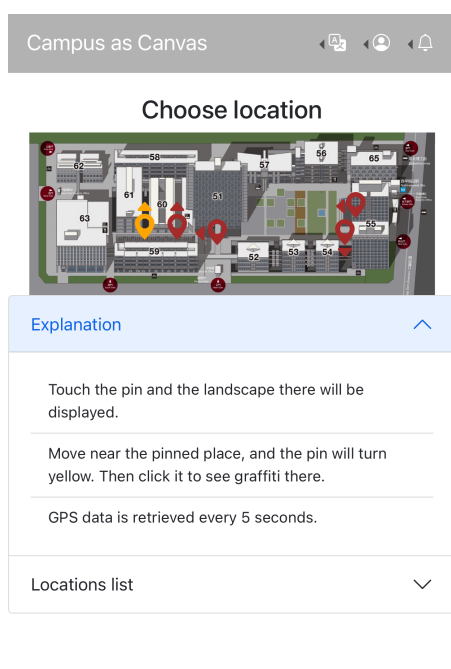 Campus as Canvas
Choose location
56
58
57
65
62
61
60
51
63
55
59
52
53
54
Explanation
Touch the pin and the landscape there will be
displayed.
Move near the pinned place, and the pin will turn
yellow. Then click it to see graffiti there.
GPS data is retrieved every 5 seconds.
Locations list